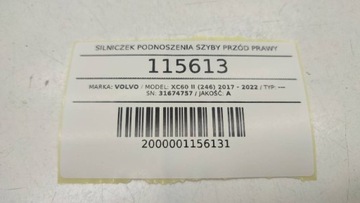 SILNICZEK PODNOSZENIA SZYBY PRZÓD PRAWY
115613
MARKA: VOLVO / MODEL: XC60 II (246) 2017 - 2022 / TYP: ---
SN: 31674757 / JAKOŚĆ: A
2000001156131